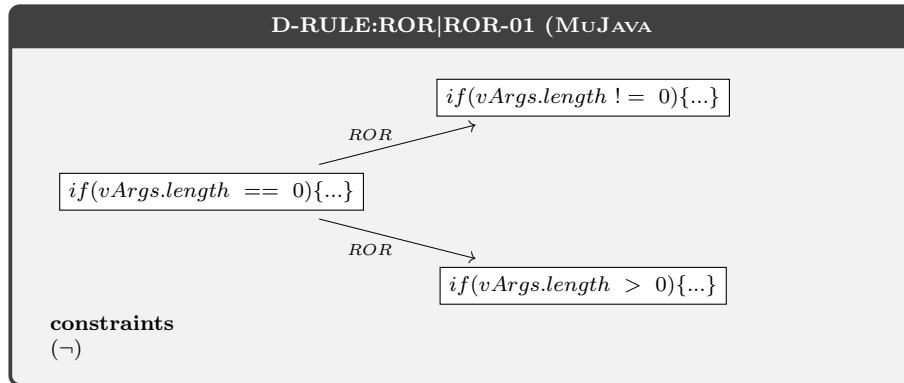 D-RULE:ROR|ROR-01 (MUJAVA
if(vArgs.length ! = 0){...}
ROR
if(vArgs.length == 0){...}
ROR
if(vArgs.length > 0){...}
constraints
(¬)